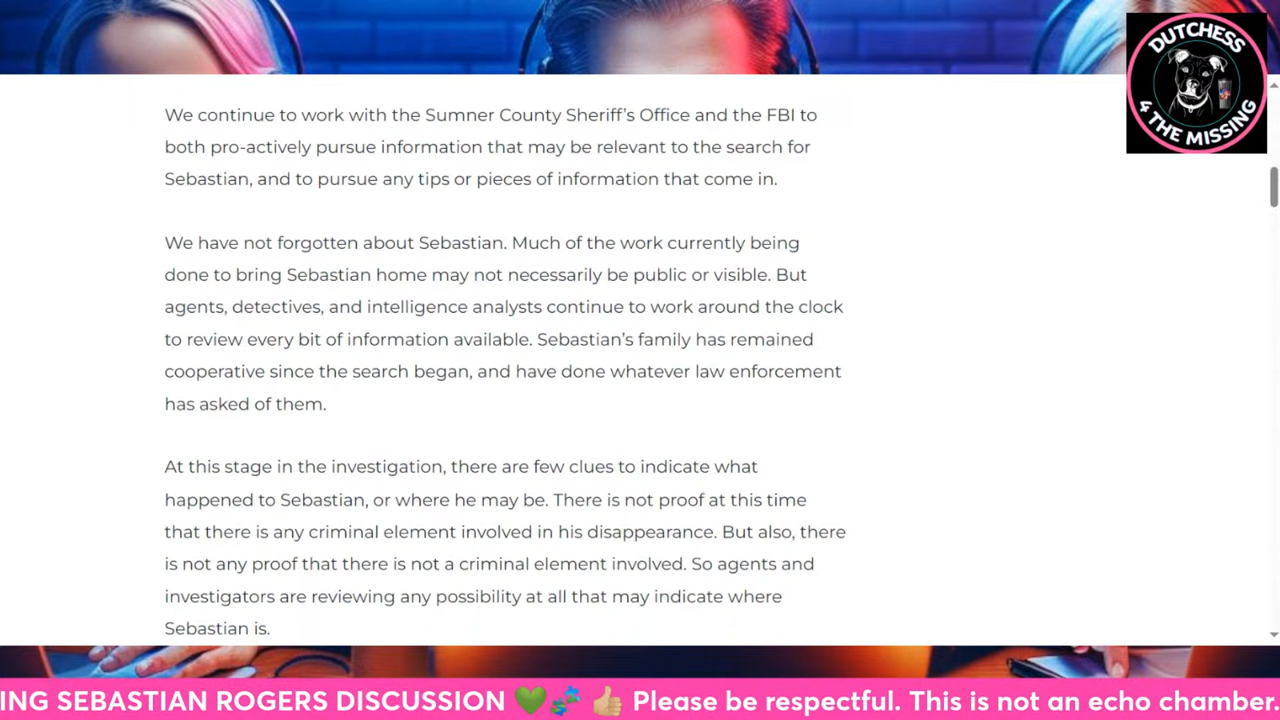 DUTCHESS
4 THE MISSING
We continue to work with the Sumner County Sheriff’s Office and the FBI to
both pro-actively pursue information that may be relevant to the search for
Sebastian, and to pursue any tips or pieces of information that come in.
We have not forgotten about Sebastian. Much of the work currently being
done to bring Sebastian home may not necessarily be public or visible. But
agents, detectives, and intelligence analysts continue to work around the clock
to review every bit of information available. Sebastian’s family has remained
cooperative since the search began, and have done whatever law enforcement
has asked of them.
At this stage in the investigation, there are few clues to indicate what
happened to Sebastian, or where he may be. There is not proof at this time
that there is any criminal element involved in his disappearance. But also, there
is not any proof that there is not a criminal element involved. So agents and
investigators are reviewing any possibility at all that may indicate where
Sebastian is.
ING SEBASTIAN ROGERS DISCUSSION 💚🧩 👍🏼 Please be respectful. This is not an echo chamber.